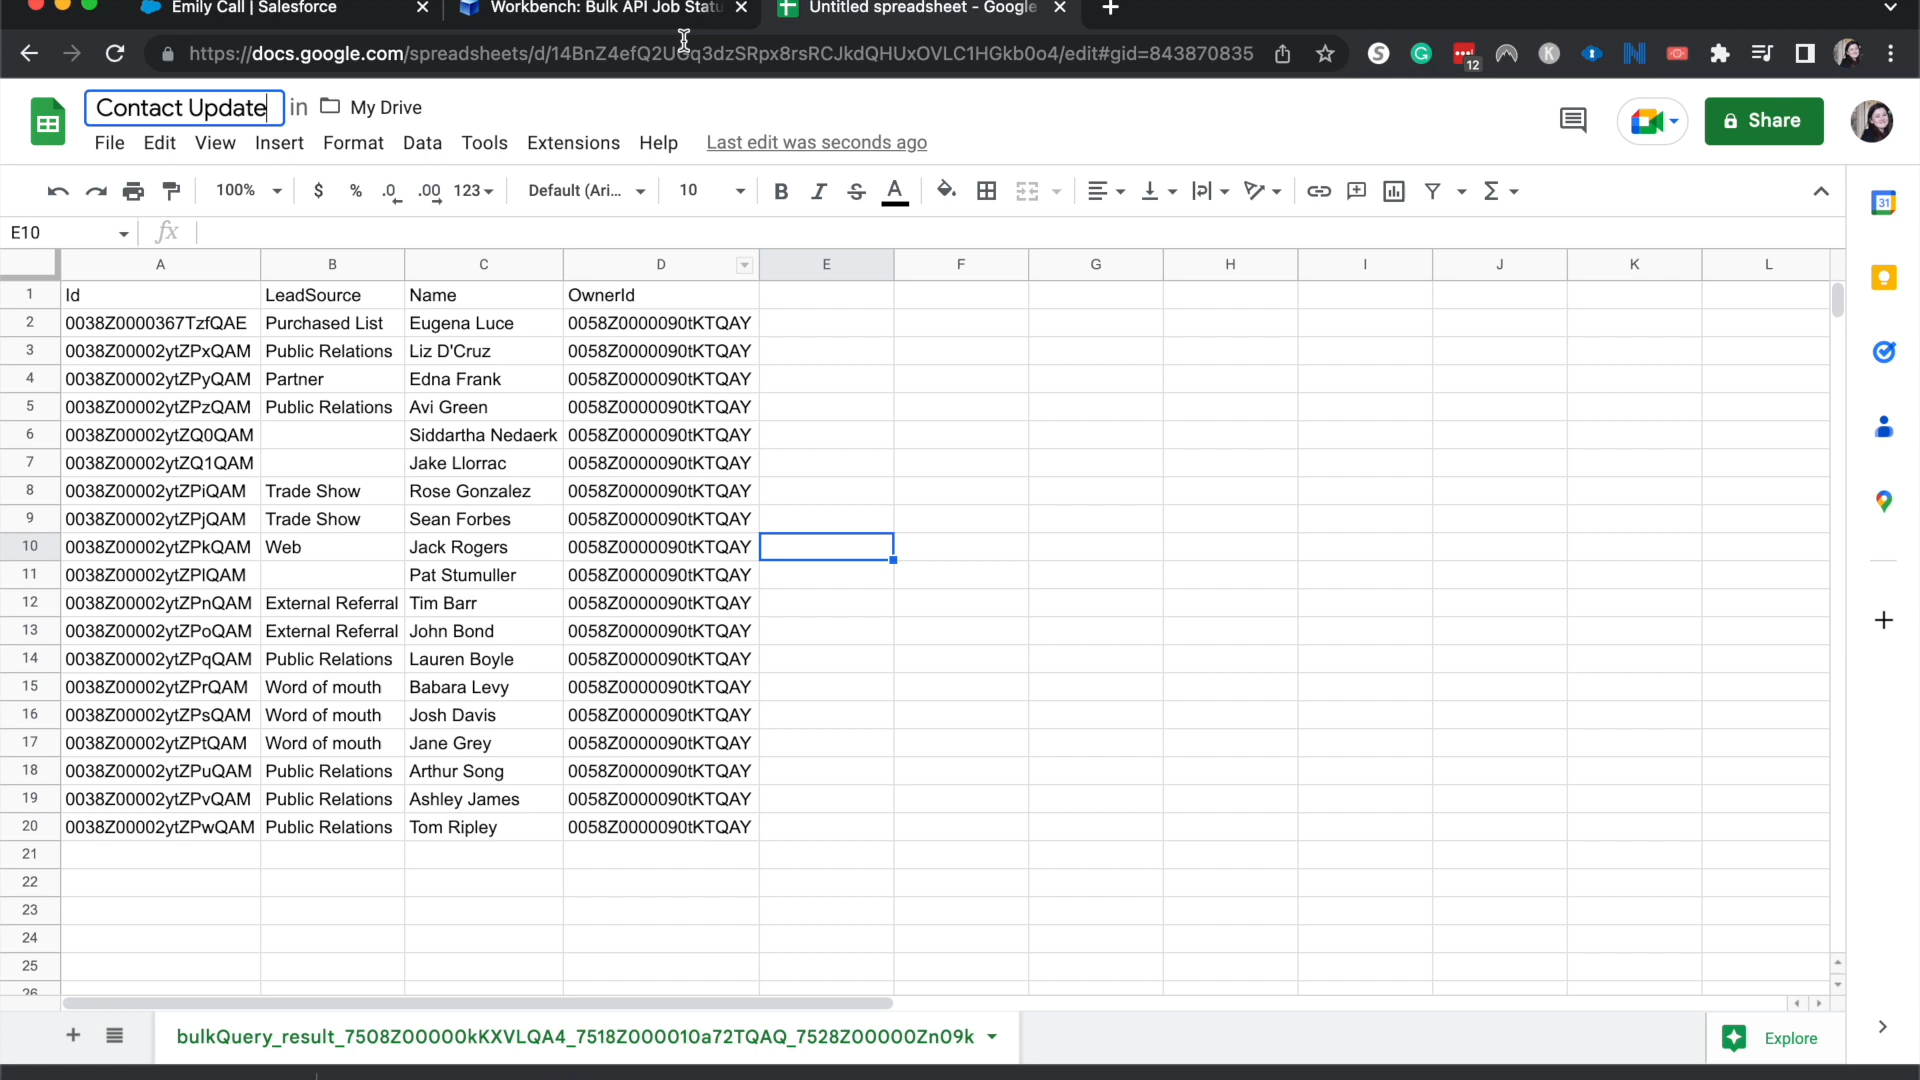 Emily Call | Salesforce
Workbench: Bulk API Job Statu
Untitled spreadsheet - Google
https://docs.google.com/spreadsheets/d/14BnZ4efQ2UGq3dzSRpx8rsRCJkdQHUxOVLC1HGkb0o4/edit#gid=843870835
12
Contact Update in My Drive
Share
File Edit View Insert Format Data Tools Extensions Help Last edit was seconds ago
100% $ % .0 .00 123 Default (Ari... 10 B I S A
31
E10 fx
A B C D E F G H I J K L
1 Id LeadSource Name OwnerId
2 0038Z0000367TzfQAE Purchased List Eugena Luce 0058Z0000090tKTQAY
3 0038Z00002ytZPxQAM Public Relations Liz D'Cruz 0058Z0000090tKTQAY
4 0038Z00002ytZPyQAM Partner Edna Frank 0058Z0000090tKTQAY
5 0038Z00002ytZPzQAM Public Relations Avi Green 0058Z0000090tKTQAY
6 0038Z00002ytZQ0QAM Siddartha Nedaerk 0058Z0000090tKTQAY
7 0038Z00002ytZQ1QAM Jake Llorrac 0058Z0000090tKTQAY
8 0038Z00002ytZPiQAM Trade Show Rose Gonzalez 0058Z0000090tKTQAY
9 0038Z00002ytZPjQAM Trade Show Sean Forbes 0058Z0000090tKTQAY
10 0038Z00002ytZPkQAM Web Jack Rogers 0058Z0000090tKTQAY
11 0038Z00002ytZPlQAM Pat Stumuller 0058Z0000090tKTQAY
12 0038Z00002ytZPnQAM External Referral Tim Barr 0058Z0000090tKTQAY
13 0038Z00002ytZPoQAM External Referral John Bond 0058Z0000090tKTQAY
14 0038Z00002ytZPqQAM Public Relations Lauren Boyle 0058Z0000090tKTQAY
15 0038Z00002ytZPrQAM Word of mouth Babara Levy 0058Z0000090tKTQAY
16 0038Z00002ytZPsQAM Word of mouth Josh Davis 0058Z0000090tKTQAY
17 0038Z00002ytZPtQAM Word of mouth Jane Grey 0058Z0000090tKTQAY
18 0038Z00002ytZPuQAM Public Relations Arthur Song 0058Z0000090tKTQAY
19 0038Z00002ytZPvQAM Public Relations Ashley James 0058Z0000090tKTQAY
20 0038Z00002ytZPwQAM Public Relations Tom Ripley 0058Z0000090tKTQAY
21
22
23
24
25
26
bulkQuery_result_7508Z00000kKXVLQA4_7518Z000010a72TQAQ_7528Z00000Zn09k
Explore